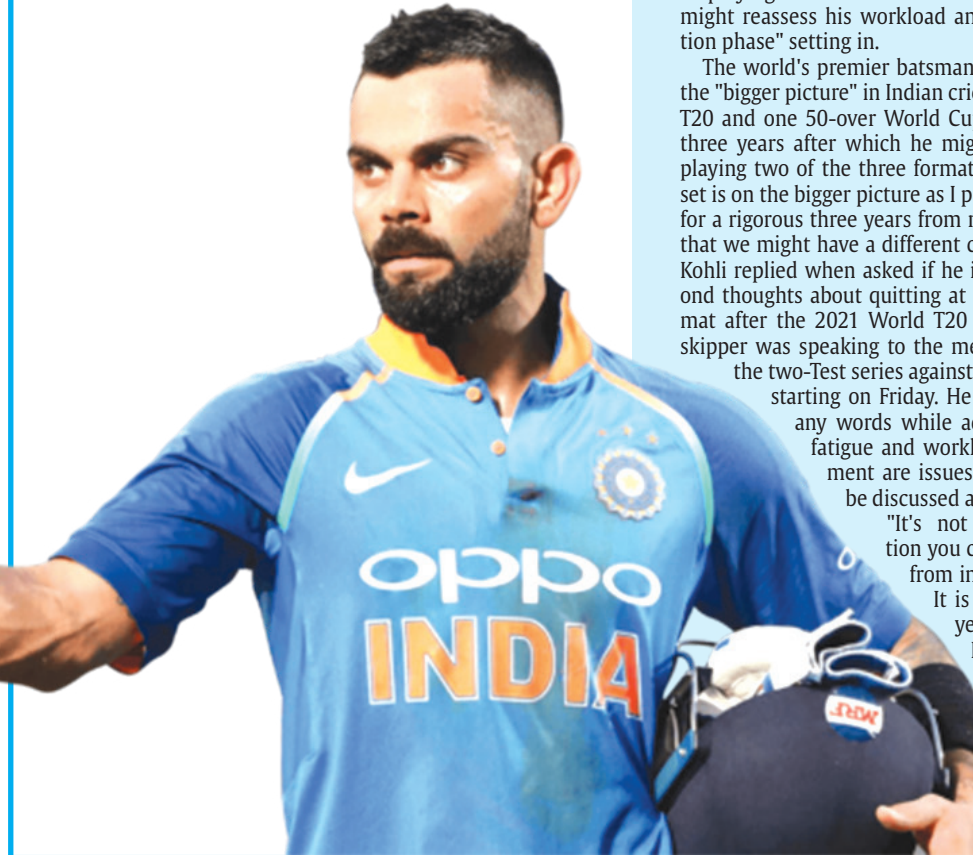 might reassess his workload an
tion phase" setting in.
The world's premier batsman
the "bigger picture" in Indian cri
T20 and one 50-over World Cu
three years after which he mig
playing two of the three format
set is on the bigger picture as I p
for a rigorous three years from
that we might have a different
Kohli replied when asked if he i
ond thoughts about quitting at
mat after the 2021 World T20
skipper was speaking to the me
the two-Test series against
starting on Friday. He
any words while a
fatigue and workl
ment are issues
be discussed a
"It's not
tion you
from in
It is
ye
oppo
INDIA
MRF